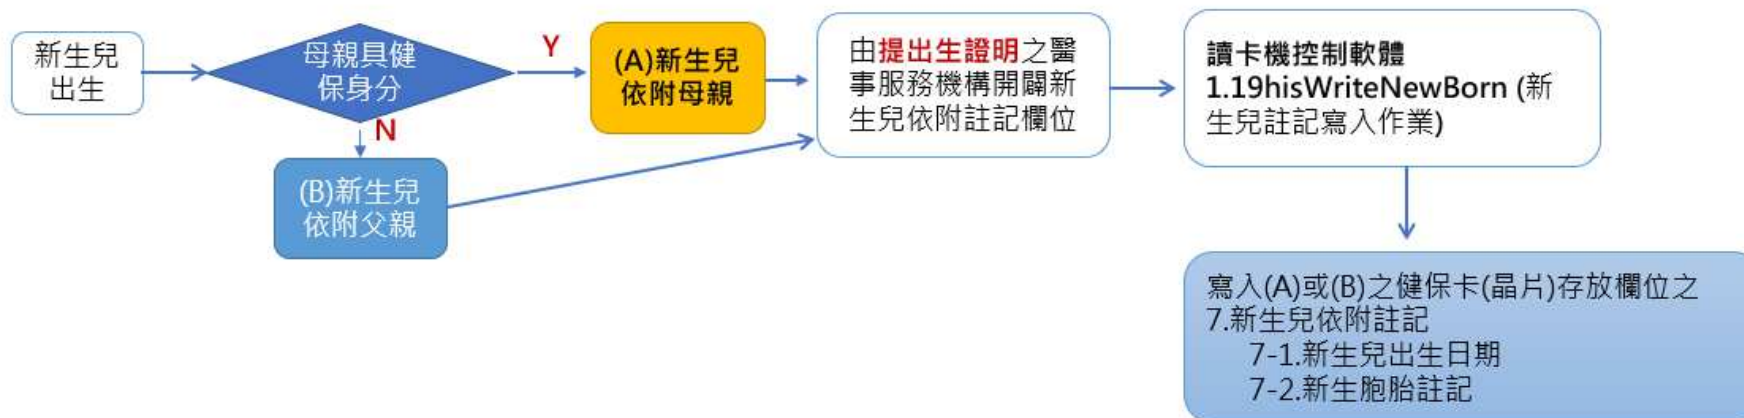 新生兒
出生
母親具健
保身分
Y
N
(A)新生兒
依附母親
(B)新生兒
依附父親
由提出生證明之醫
事服務機構開闢新
生兒依附註記欄位
讀卡機控制軟體
1.19hisWriteNewBorn (新
生兒註記寫入作業)
寫入(A)或(B)之健保卡(晶片)存放欄位之
7.新生兒依附註記
7-1.新生兒出生日期
7-2.新生胞胎註記